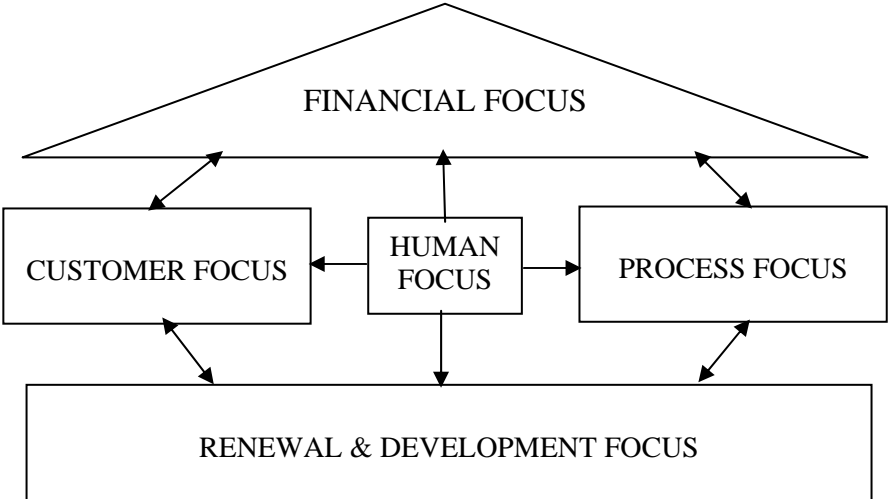 FINANCIAL FOCUS
CUSTOMER FOCUS
HUMAN
FOCUS
PROCESS FOCUS
RENEWAL & DEVELOPMENT FOCUS